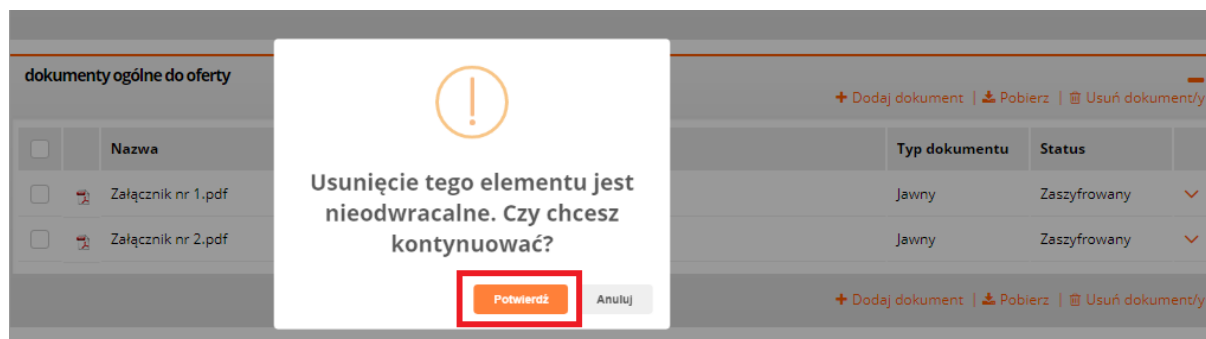 dokumenty ogólne do oferty
Dodaj dokument | Pobierz | Usuń dokument/y
Nazwa Typ dokumentu Status
Załącznik nr 1.pdf Jawny Zaszyfrowany
Załącznik nr 2.pdf Jawny Zaszyfrowany
Usunięcie tego elementu jest
nieodwracalne. Czy chcesz
kontynuować?
Potwierdź Anuluj
Dodaj dokument | Pobierz | Usuń dokument/y